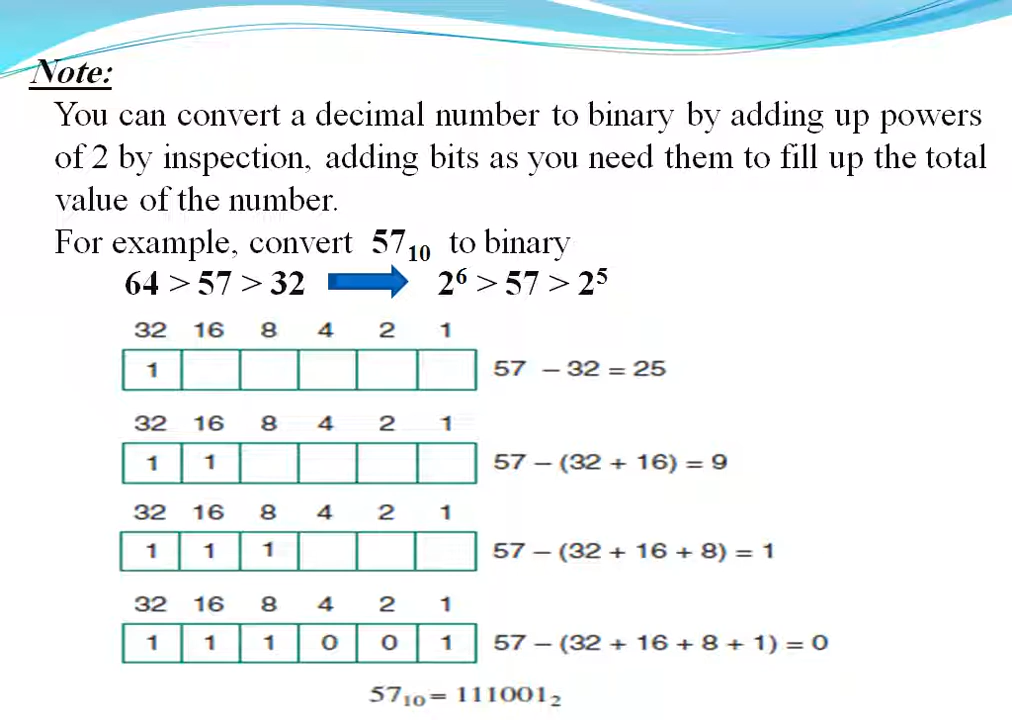 Note:
You can convert a decimal number to binary by adding up powers
of 2 by inspection, adding bits as you need them to fill up the total
value of the number.
For example, convert 57₁₀ to binary
64 > 57 > 32 2⁶ > 57 > 2⁵
32 16 8 4 2 1
1 57 – 32 = 25
32 16 8 4 2 1
1 1 57 – (32 + 16) = 9
32 16 8 4 2 1
1 1 1 57 – (32 + 16 + 8) = 1
32 16 8 4 2 1
1 1 1 0 0 1 57 – (32 + 16 + 8 + 1) = 0
57₁₀ = 111001₂